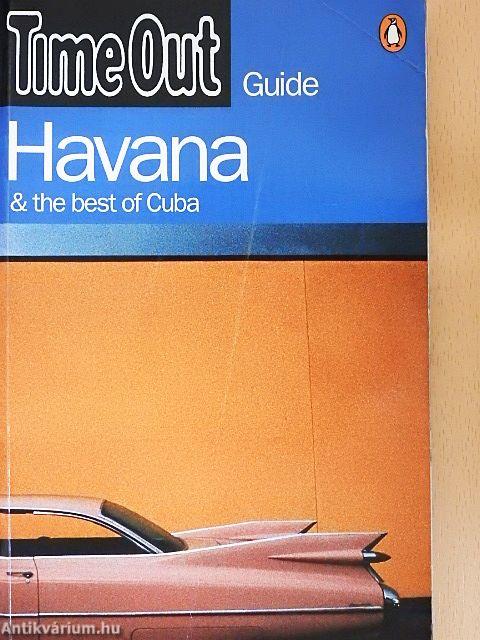 Time Out Guide
Havana
& the best of Cuba
Antikvárium.hu